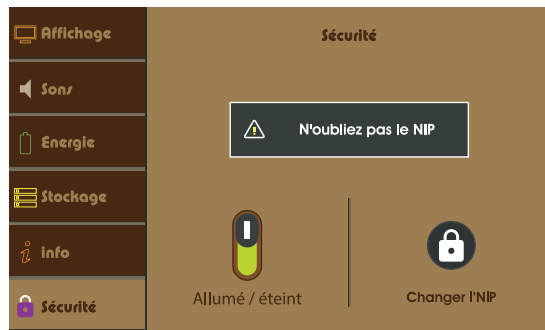 Affichage
Sons
Energie
Stockage
info
Sécurité
Sécurité
N'oubliez pas le NIP
Allumé / éteint
Changer l'NIP